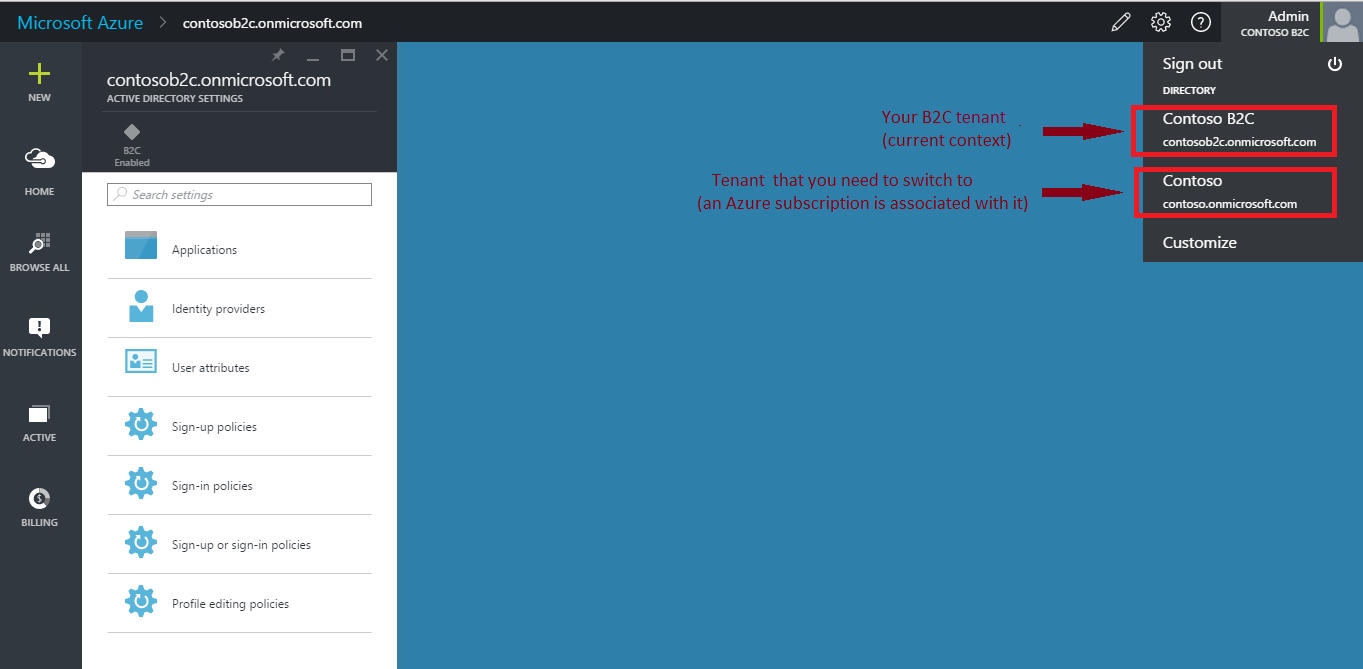 Microsoft Azure > contosob2c.onmicrosoft.com
Admin
CONTOSO B2C
NEW
HOME
BROWSE ALL
NOTIFICATIONS
ACTIVE
BILLING
contosob2c.onmicrosoft.com
ACTIVE DIRECTORY SETTINGS
B2C
Enabled
Search settings
Applications
Identity providers
User attributes
Sign-up policies
Sign-in policies
Sign-up or sign-in policies
Profile editing policies
Your B2C tenant
(current context)
Tenant that you need to switch to
(an Azure subscription is associated with it)
Sign out
DIRECTORY
Contoso B2C
contosob2c.onmicrosoft.com
Contoso
contoso.onmicrosoft.com
Customize